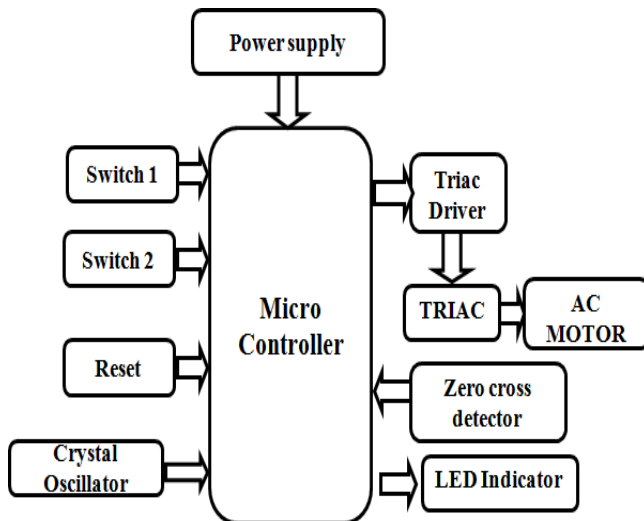 Power supply
Switch 1
Switch 2
Reset
Crystal
Oscillator
Micro
Controller
Triac
Driver
TRIAC
AC
MOTOR
Zero cross
detector
LED Indicator